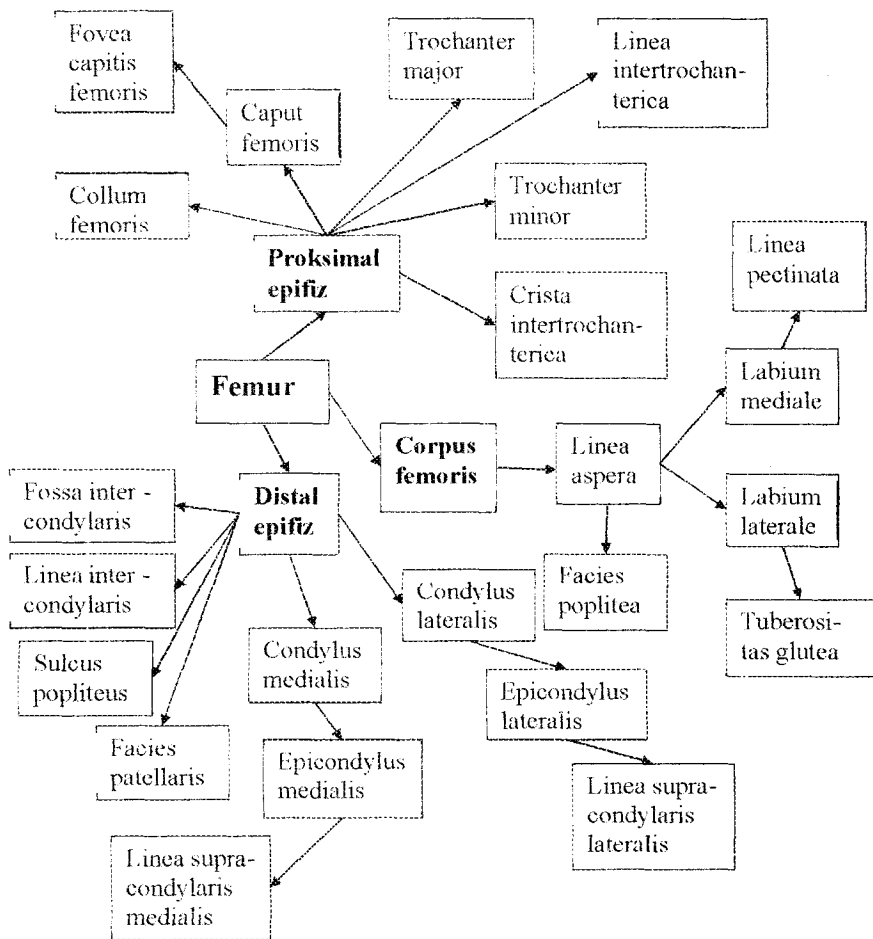 Fovea
capitis
femoris
Trochanter
major
Linea
intertrochan-
terica
Caput
femoris
Collum
femoris
Trochanter
minor
Proksimal
epifiz
Linea
pectinata
Crista
intertrochan-
terica
Femur
Labium
mediale
Corpus
femoris
Linea
aspera
Fossa inter -
condylaris
Distal
epifiz
Labium
laterale
Linea inter -
condylaris
Condylus
lateralis
Facies
poplitea
Sulcus
popliteus
Condylus
medialis
Tuberosi-
tas glutea
Epicondylus
lateralis
Facies
patellaris
Epicondylus
medialis
Linea supra-
condylaris
lateralis
Linea supra-
condylaris
medialis